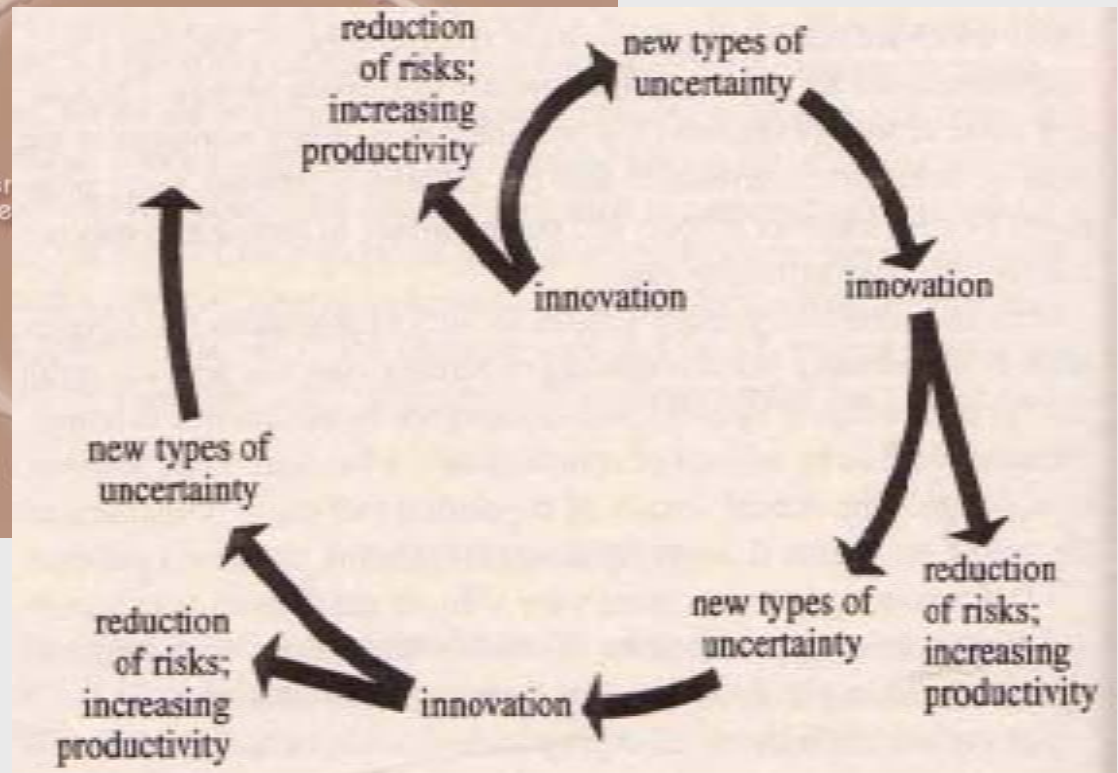 reduction
of risks;
increasing
productivity
new types of
uncertainty
innovation
innovation
new types of
uncertainty
reduction
of risks;
increasing
productivity
innovation
reduction
of risks;
increasing
productivity
new types of
uncertainty